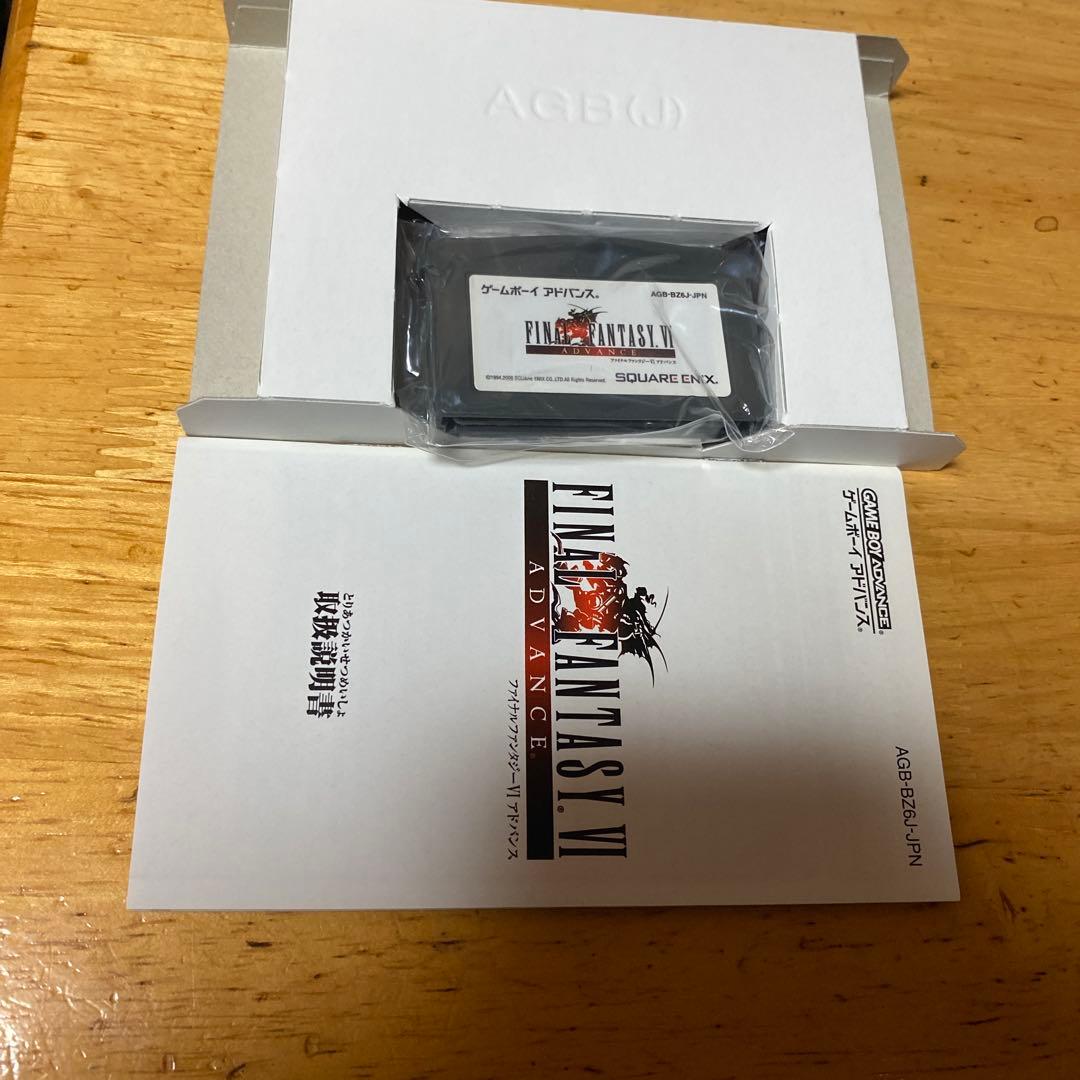 AGB(J)
ゲームボーイ アドバンス®
AGB-BZ6J-JPN
FINAL FANTASY. VI
ADVANCE
ファイナルファンタジーVI アドバンス
SQUARE ENIX.
GAME BOY ADVANCE®
ゲームボーイ アドバンス®
AGB-BZ6J-JPN
FINAL FANTASY. VI®
ADVANCE®
ファイナルファンタジーVI アドバンス
とりあつかいせつめいしょ
取扱説明書